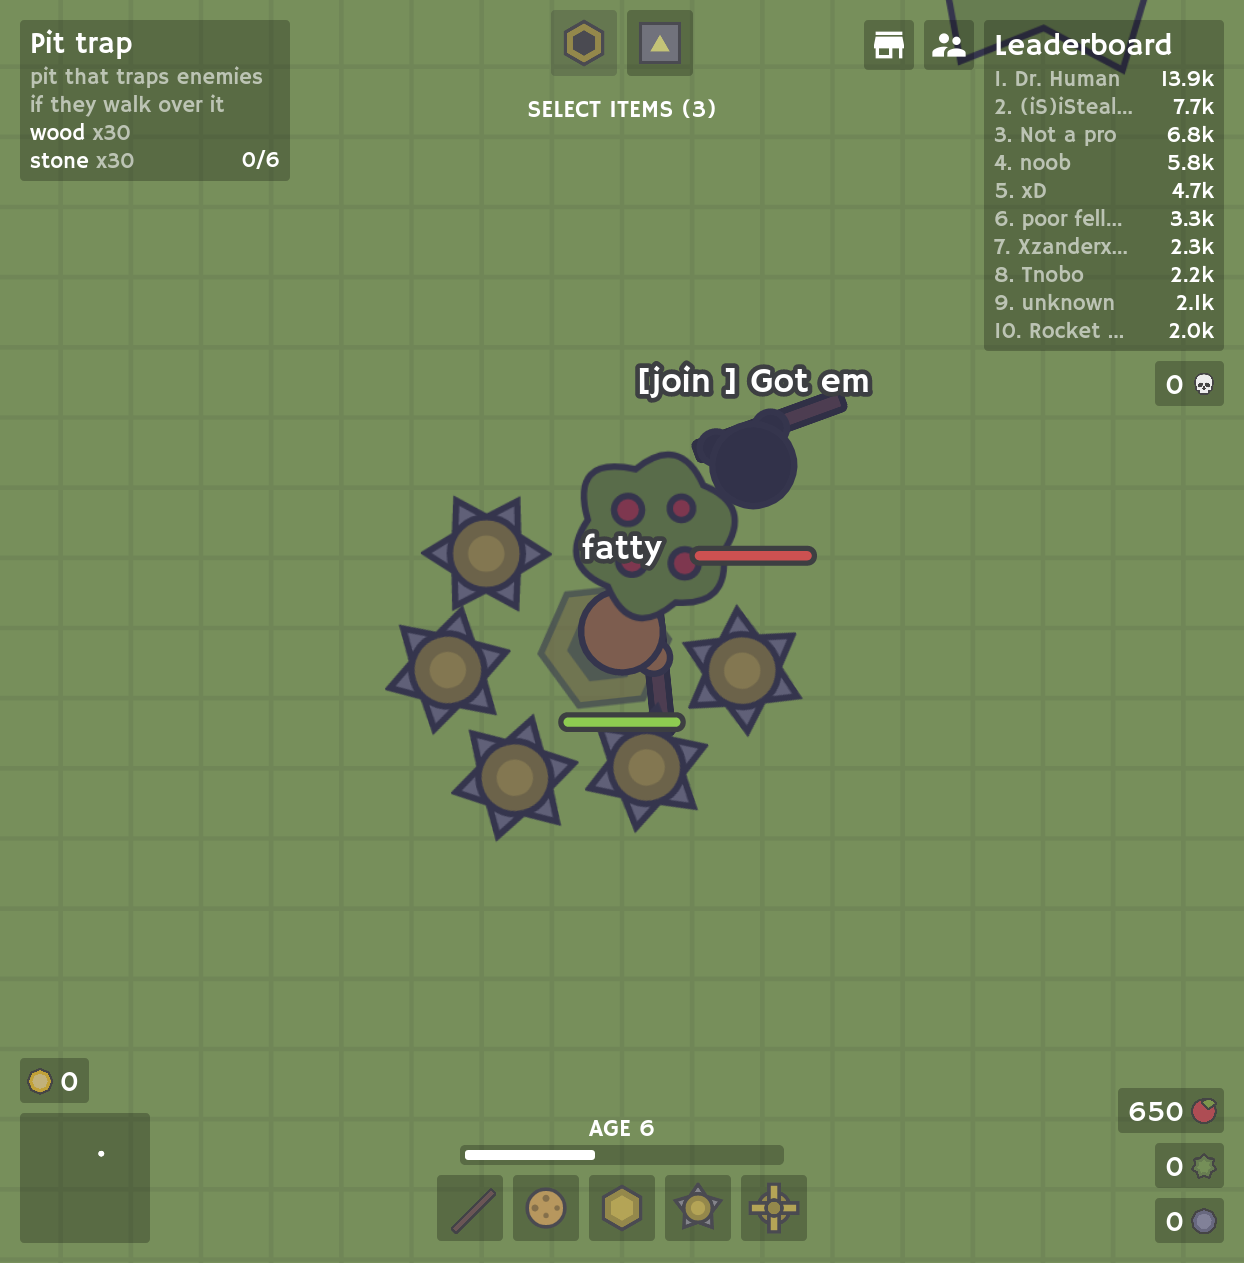 Pit trap
pit that traps enemies
if they walk over it
wood x30
stone x30 0/6
SELECT ITEMS (3)
Leaderboard
1. Dr. Human 13.9k
2. (iS)iSteal... 7.7k
3. Not a pro 6.8k
4. noob 5.8k
5. xD 4.7k
6. poor fell... 3.3k
7. Xzanderx... 2.3k
8. Tnobo 2.2k
9. unknown 2.1k
10. Rocket ... 2.0k
0
[join ] Got em
fatty
0
AGE 6
650
0
0